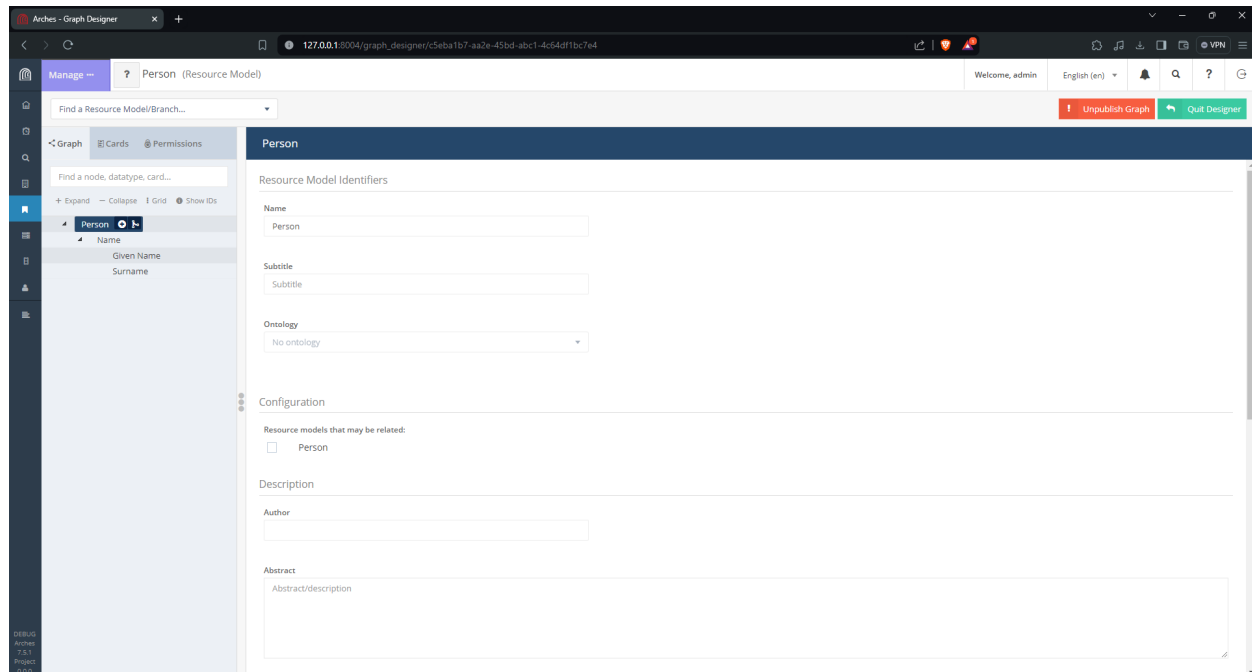 Arches - Graph Designer
127.0.0.1:8004/graph_designer/c5eba1b7-aa2e-45bd-abc1-4c64df1bc7e4
VPN
Manage
? Person (Resource Model)
Welcome, admin
English (en)
?
Find a Resource Model/Branch...
! Unpublish Graph
Quit Designer
Graph
Cards
Permissions
Person
Find a node, datatype, card...
+ Expand
− Collapse
Grid
Show IDs
Person
Name
Given Name
Surname
Resource Model Identifiers
Name
Person
Subtitle
Subtitle
Ontology
No ontology
Configuration
Resource models that may be related:
Person
Description
Author
Abstract
Abstract/description
DEBUG
Arches
7.5.1
Project
0.0.0